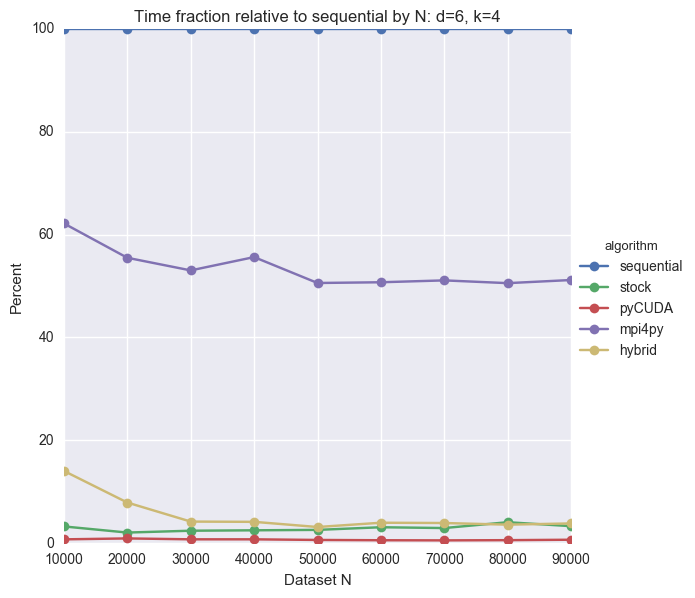 Time fraction relative to sequential by N: d=6, k=4
100
80
60
40
20
0
Percent
10000 20000 30000 40000 50000 60000 70000 80000 90000
Dataset N
algorithm
sequential
stock
pyCUDA
mpi4py
hybrid